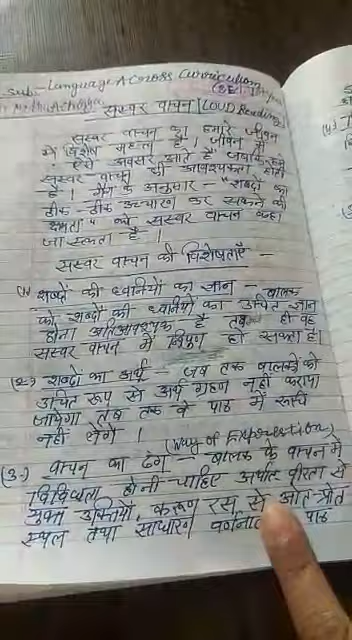 Sub:- Language Across Curriculum
सस्वर वाचन (LOUD Reading)
सस्वर वाचन का हमारे जीवन
में विशेष महत्व है। जीवन में
ऐसे अवसर आते है जबकि हमें
सस्वर-वाचन की आवश्यकता होती
है। मैन के अनुसार - "शब्दों का
ठीक-ठीक उच्चारण कर सकने की
क्षमता" को सस्वर वाचन कहा
जा सकता है।
सस्वर वाचन की विशेषताएँ -
(1) शब्दों की ध्वनियों का ज्ञान - बालक
को शब्दों की ध्वनियों का उचित ज्ञान
होना अतिआवश्यक है तब ही वह
सस्वर वाचन में निपुण हो सकता है।
(2) शब्दों का अर्थ - जब तक बालकों को
उचित रूप से अर्थ ग्रहण नहीं कराया
जायेगा तब तक वे पाठ में रुचि
नहीं लेंगे।
(Way of Expression)
(3) वाचन का ढंग - बालक के वाचन में
विविधता होनी चाहिए अर्थात् वीरता से
युक्त उक्तियों, करूण रस से ओत-प्रोत
स्थल तथा साधारण पाठ